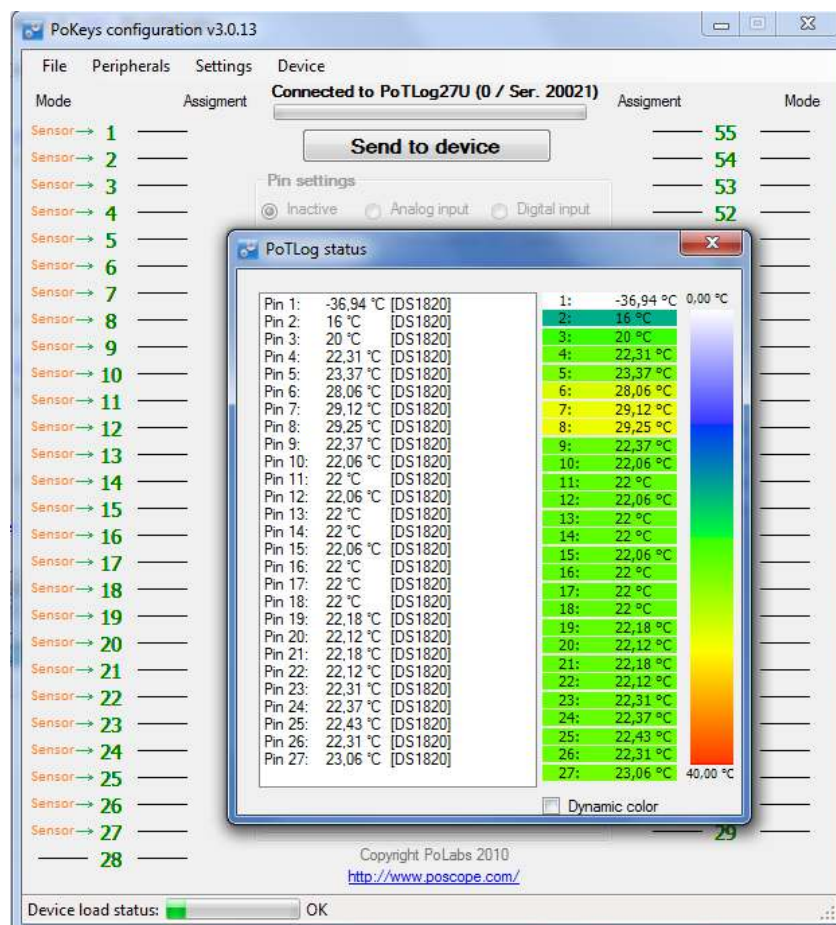 PoKeys configuration v3.0.13
File Peripherals Settings Device
Mode Assigment Connected to PoTLog27U (0 / Ser. 20021) Assigment Mode
Send to device
Pin settings
Inactive Analog input Digital input
Sensor→ 1
Sensor→ 2
Sensor→ 3
Sensor→ 4
Sensor→ 5
Sensor→ 6
Sensor→ 7
Sensor→ 8
Sensor→ 9
Sensor→ 10
Sensor→ 11
Sensor→ 12
Sensor→ 13
Sensor→ 14
Sensor→ 15
Sensor→ 16
Sensor→ 17
Sensor→ 18
Sensor→ 19
Sensor→ 20
Sensor→ 21
Sensor→ 22
Sensor→ 23
Sensor→ 24
Sensor→ 25
Sensor→ 26
Sensor→ 27
28
55
54
53
52
29
PoTLog status
Pin 1: -36,94 °C [DS1820]
Pin 2: 16 °C [DS1820]
Pin 3: 20 °C [DS1820]
Pin 4: 22,31 °C [DS1820]
Pin 5: 23,37 °C [DS1820]
Pin 6: 28,06 °C [DS1820]
Pin 7: 29,12 °C [DS1820]
Pin 8: 29,25 °C [DS1820]
Pin 9: 22,37 °C [DS1820]
Pin 10: 22,06 °C [DS1820]
Pin 11: 22 °C [DS1820]
Pin 12: 22,06 °C [DS1820]
Pin 13: 22 °C [DS1820]
Pin 14: 22 °C [DS1820]
Pin 15: 22,06 °C [DS1820]
Pin 16: 22 °C [DS1820]
Pin 17: 22 °C [DS1820]
Pin 18: 22 °C [DS1820]
Pin 19: 22,18 °C [DS1820]
Pin 20: 22,12 °C [DS1820]
Pin 21: 22,18 °C [DS1820]
Pin 22: 22,12 °C [DS1820]
Pin 23: 22,31 °C [DS1820]
Pin 24: 22,37 °C [DS1820]
Pin 25: 22,43 °C [DS1820]
Pin 26: 22,31 °C [DS1820]
Pin 27: 23,06 °C [DS1820]
1: -36,94 °C
2: 16 °C
3: 20 °C
4: 22,31 °C
5: 23,37 °C
6: 28,06 °C
7: 29,12 °C
8: 29,25 °C
9: 22,37 °C
10: 22,06 °C
11: 22 °C
12: 22,06 °C
13: 22 °C
14: 22 °C
15: 22,06 °C
16: 22 °C
17: 22 °C
18: 22 °C
19: 22,18 °C
20: 22,12 °C
21: 22,18 °C
22: 22,12 °C
23: 22,31 °C
24: 22,37 °C
25: 22,43 °C
26: 22,31 °C
27: 23,06 °C
0,00 °C
40,00 °C
Dynamic color
Copyright PoLabs 2010
http://www.poscope.com/
Device load status: OK